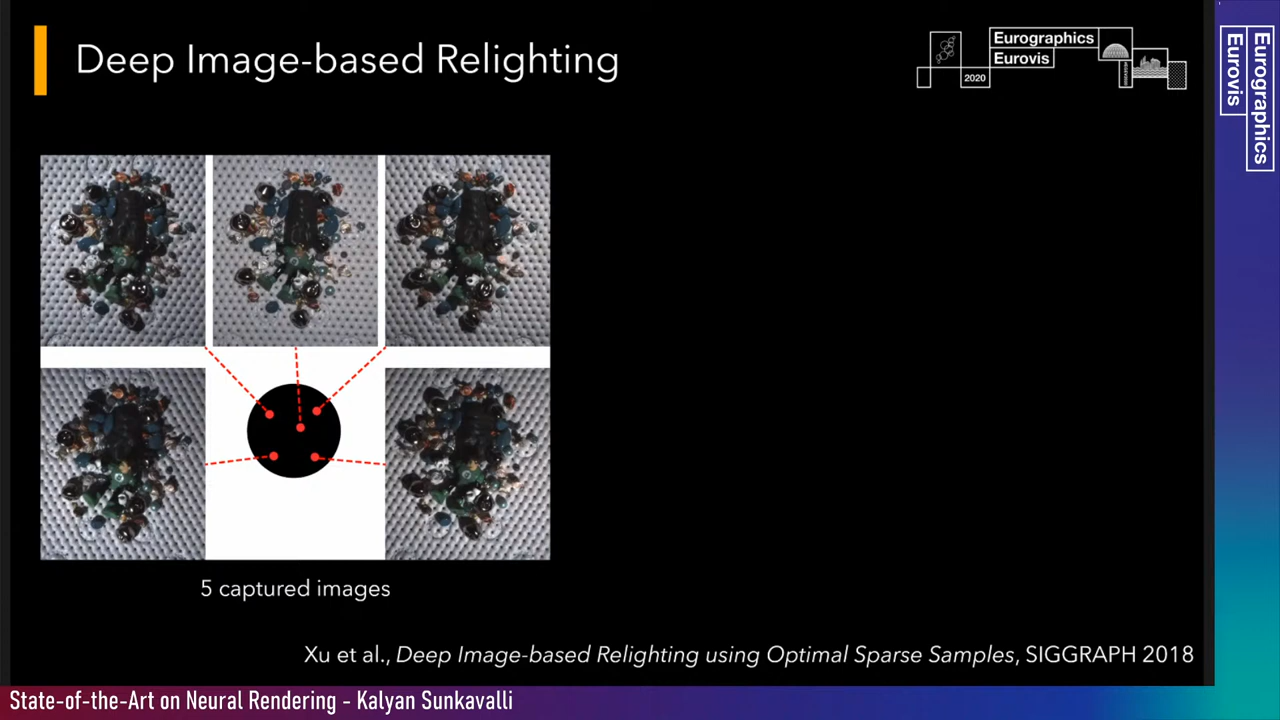 Deep Image-based Relighting
Eurographics
Eurovis
2020
Eurographics
Eurovis
5 captured images
Xu et al., Deep Image-based Relighting using Optimal Sparse Samples, SIGGRAPH 2018
State-of-the-Art on Neural Rendering - Kalyan Sunkavalli